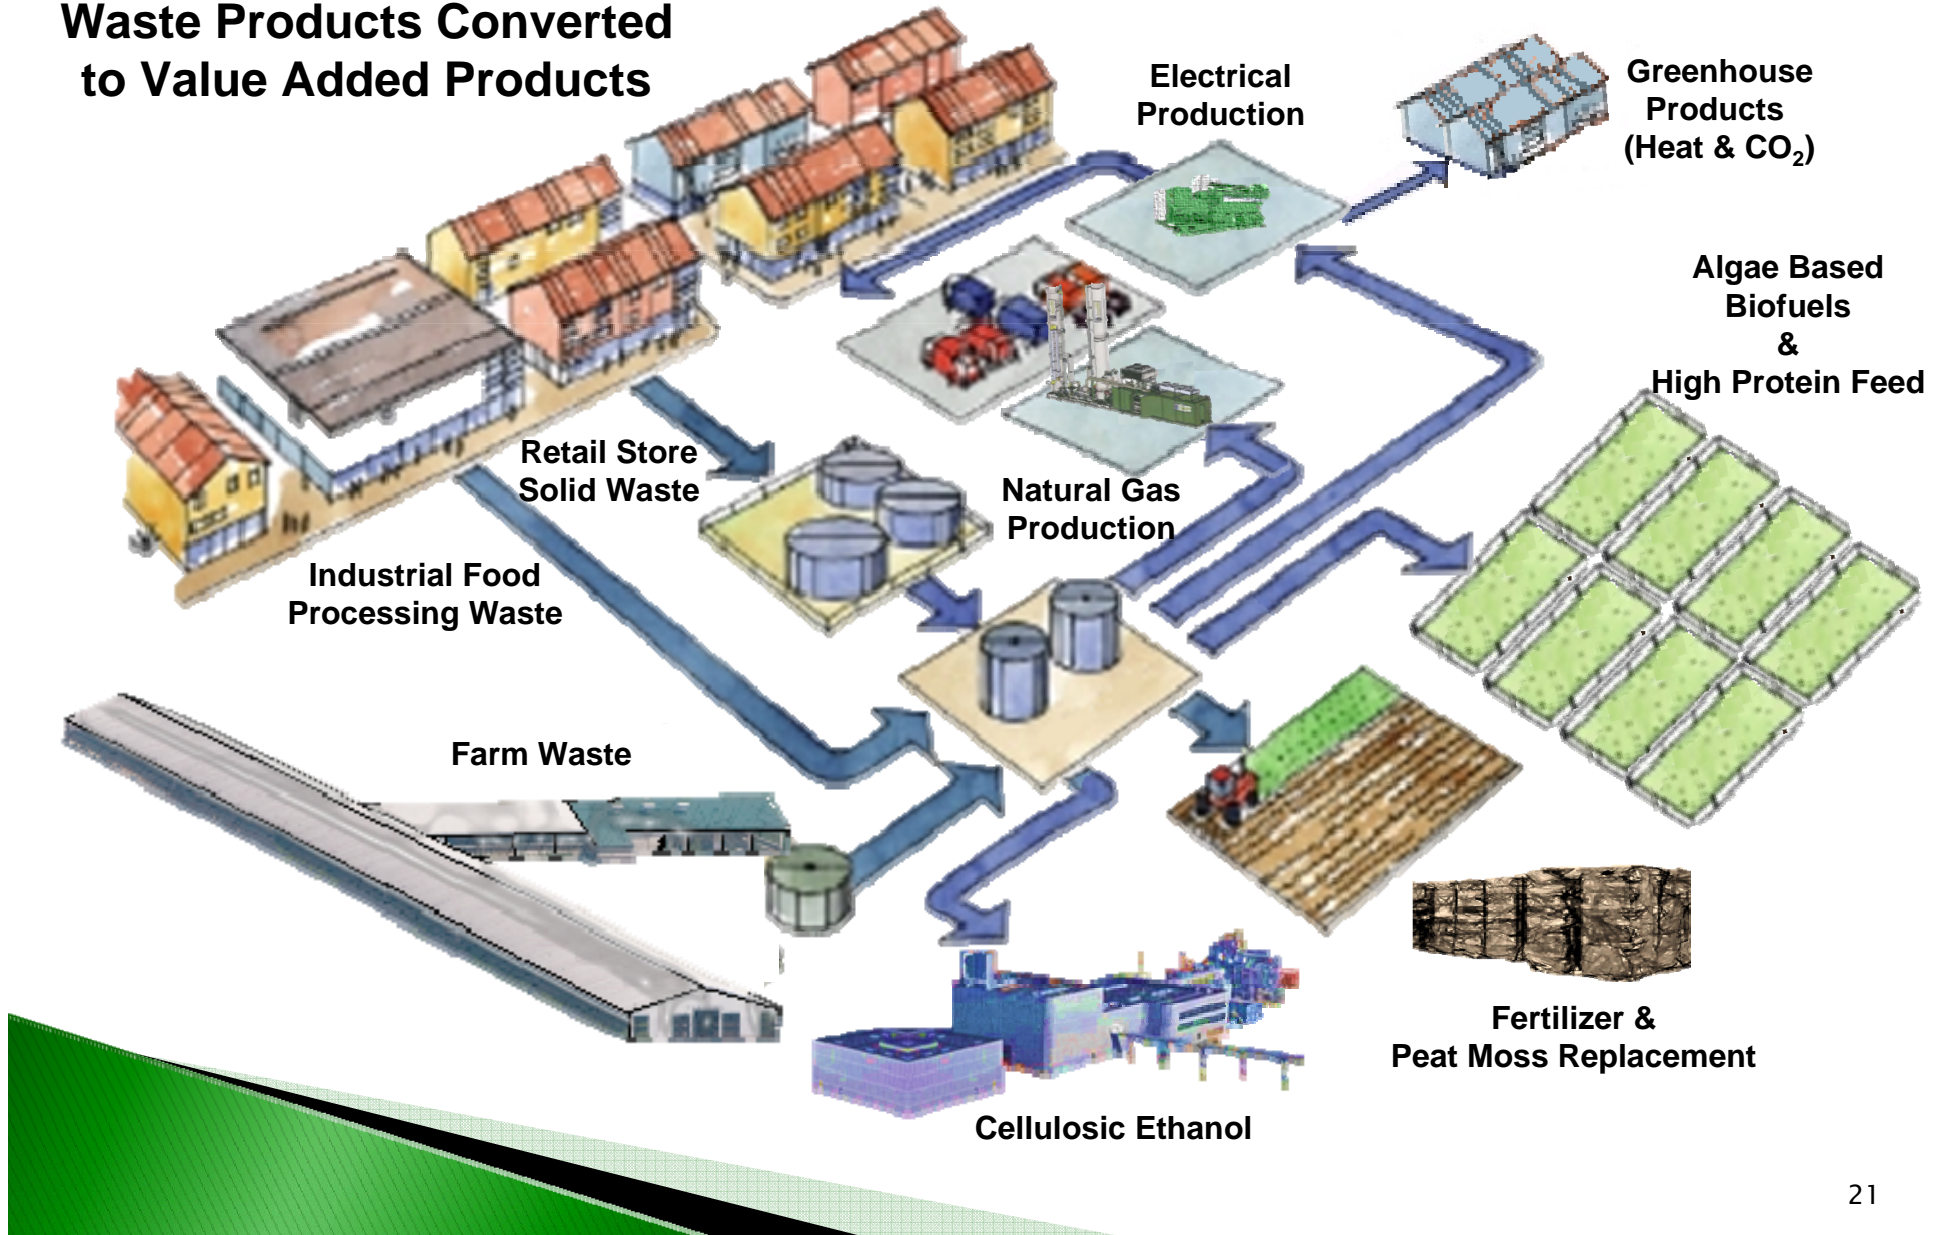 Waste Products Converted
to Value Added Products
Electrical
Production
Greenhouse
Products
(Heat & CO₂)
Algae Based
Biofuels
&
High Protein Feed
Retail Store
Solid Waste
Natural Gas
Production
Industrial Food
Processing Waste
Farm Waste
Fertilizer &
Peat Moss Replacement
Cellulosic Ethanol
21